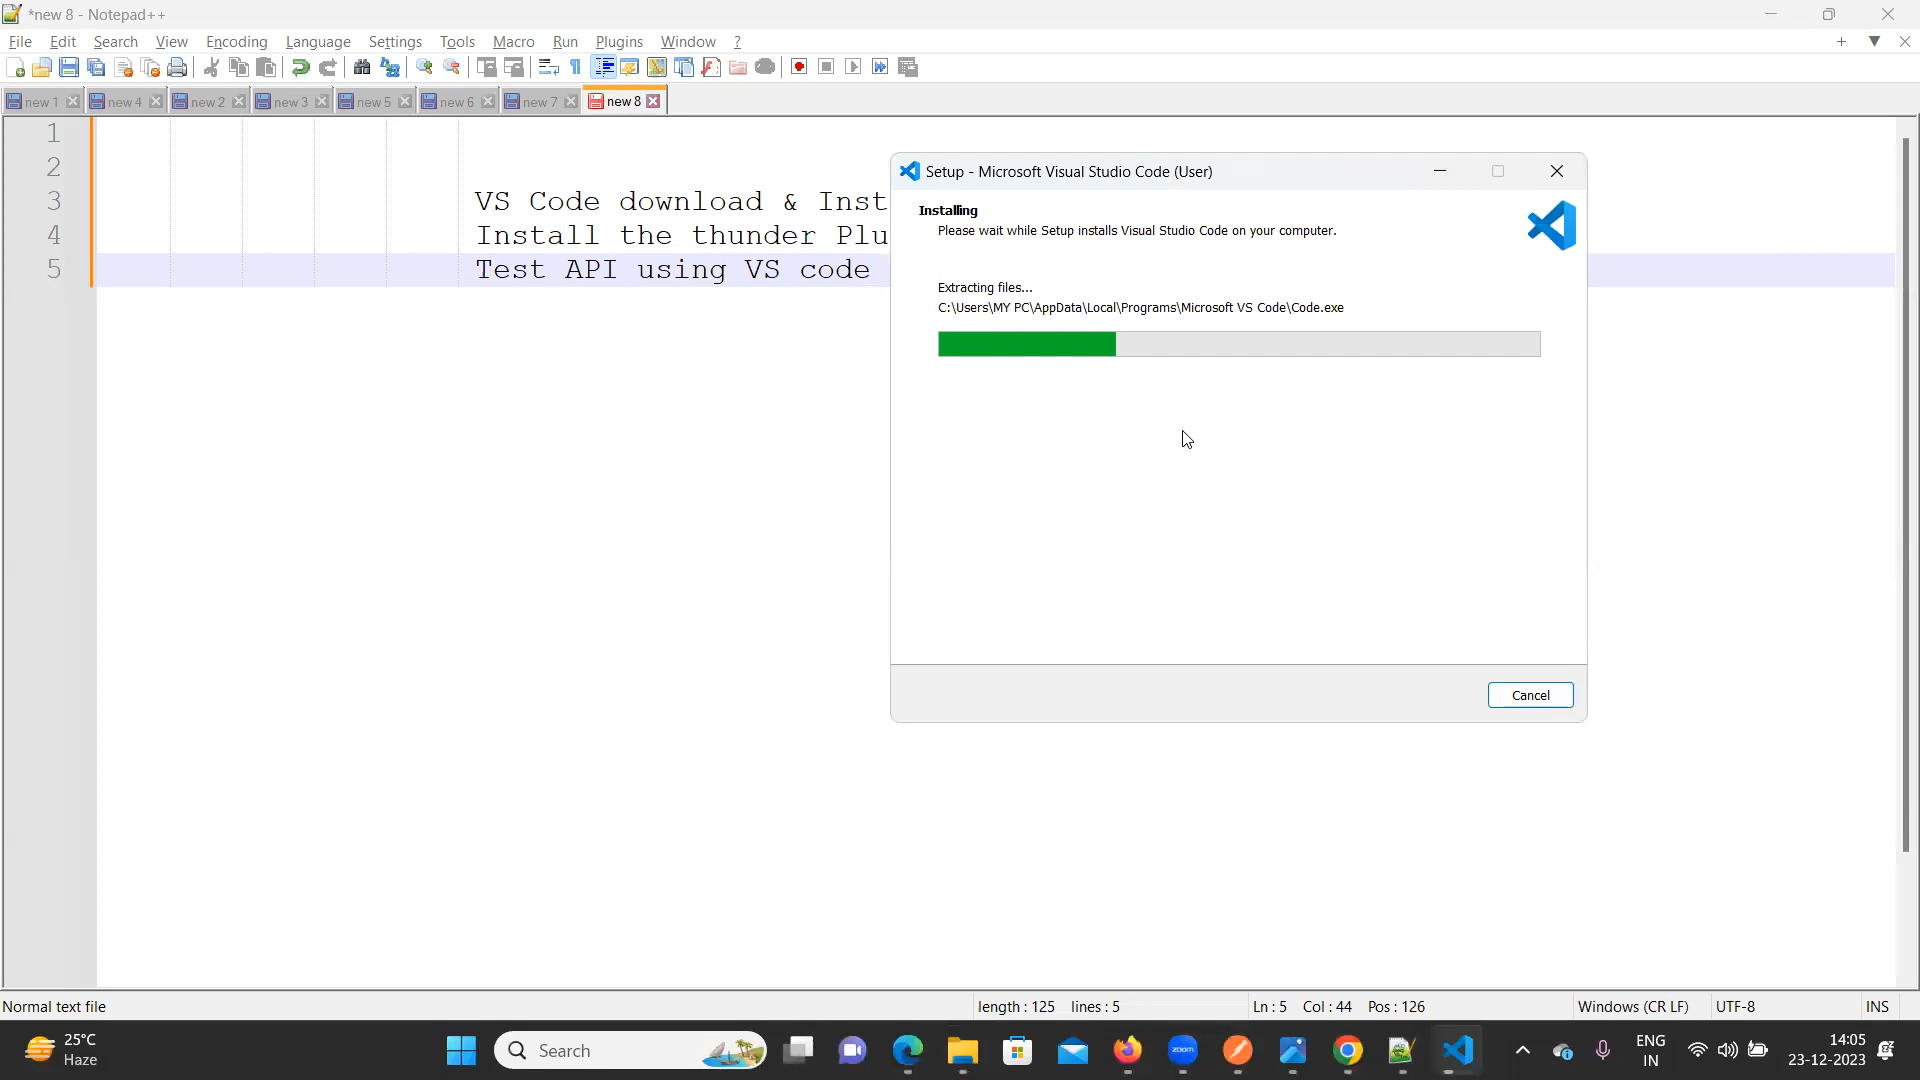 *new 8 - Notepad++
File Edit Search View Encoding Language Settings Tools Macro Run Plugins Window ?
new 1 new 4 new 2 new 3 new 5 new 6 new 7 new 8
1
2
3 VS Code download & Inst
4 Install the thunder Plu
5 Test API using VS code
Setup - Microsoft Visual Studio Code (User)
Installing
Please wait while Setup installs Visual Studio Code on your computer.
Extracting files...
C:\Users\MY PC\AppData\Local\Programs\Microsoft VS Code\Code.exe
Cancel
Normal text file length : 125 lines : 5 Ln : 5 Col : 44 Pos : 126 Windows (CR LF) UTF-8 INS
25°C
Haze
Search
zoom
ENG
IN
14:05
23-12-2023